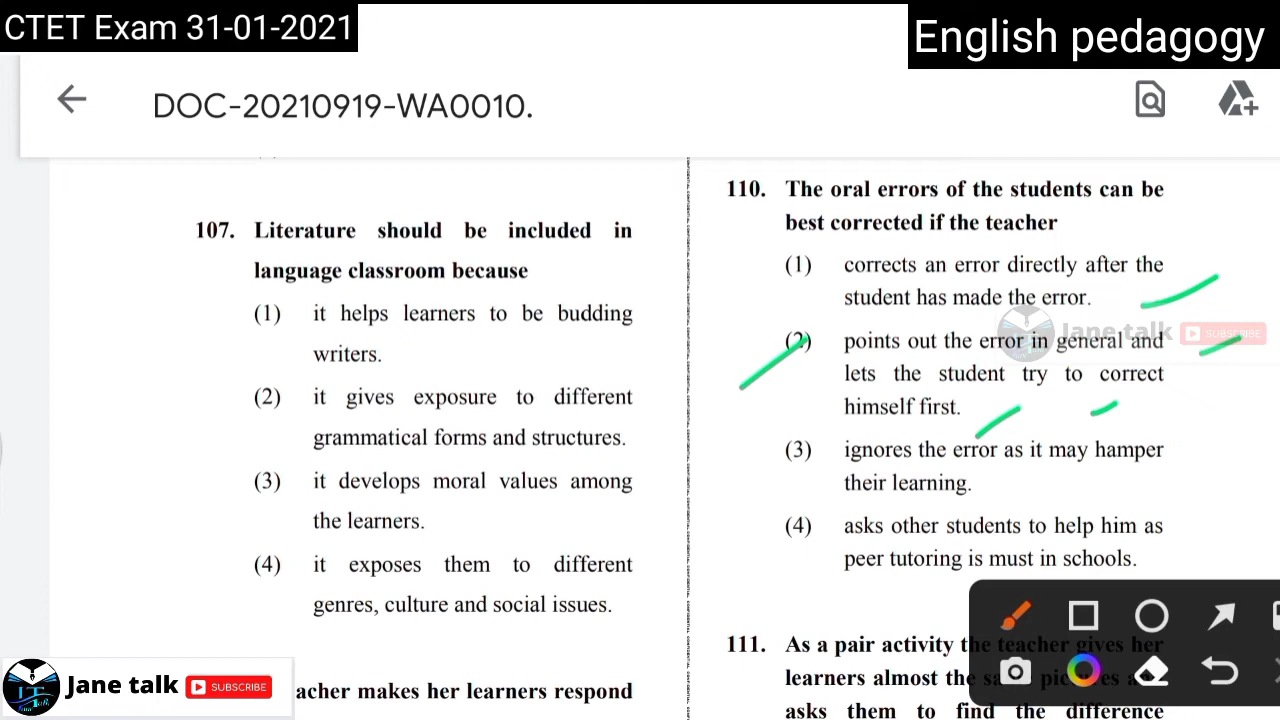 CTET Exam 31-01-2021
English pedagogy
DOC-20210919-WA0010.
107. Literature should be included in
language classroom because
(1) it helps learners to be budding
writers.
(2) it gives exposure to different
grammatical forms and structures.
(3) it develops moral values among
the learners.
(4) it exposes them to different
genres, culture and social issues.
acher makes her learners respond
110. The oral errors of the students can be
best corrected if the teacher
(1) corrects an error directly after the
student has made the error.
(2) points out the error in general and
lets the student try to correct
himself first.
(3) ignores the error as it may hamper
their learning.
(4) asks other students to help him as
peer tutoring is must in schools.
111. As a pair activity the teacher gives her
learners almost the
asks them to find the difference
Jane talk SUBSCRIBE
Jane talk SUBSCRIBE